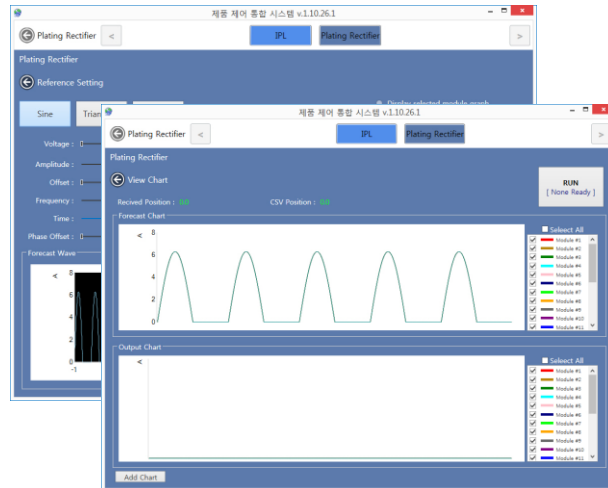 제품 제어 통합 시스템 v.1.10.26.1
Plating Rectifier < IPL Plating Rectifier >
Plating Rectifier
Reference Setting
Sine
Voltage :
Amplitude :
Offset :
Frequency :
Time :
Phase Offset :
Forecast Wave
<
8
6
4
2
0
-1
제품 제어 통합 시스템 v.1.10.26.1
Plating Rectifier < IPL Plating Rectifier >
Plating Rectifier
View Chart
RUN
[ None Ready ]
Recived Position : 0.0 CSV Position : 0.0
Forecast Chart
Seleect All
<
8
6
4
2
0
Module #1
Module #2
Module #3
Module #4
Module #5
Module #6
Module #7
Module #8
Module #9
Module #10
Module #11
Output Chart
Seleect All
<
Module #1
Module #2
Module #3
Module #4
Module #5
Module #6
Module #7
Module #8
Module #9
Module #10
Module #11
Add Chart